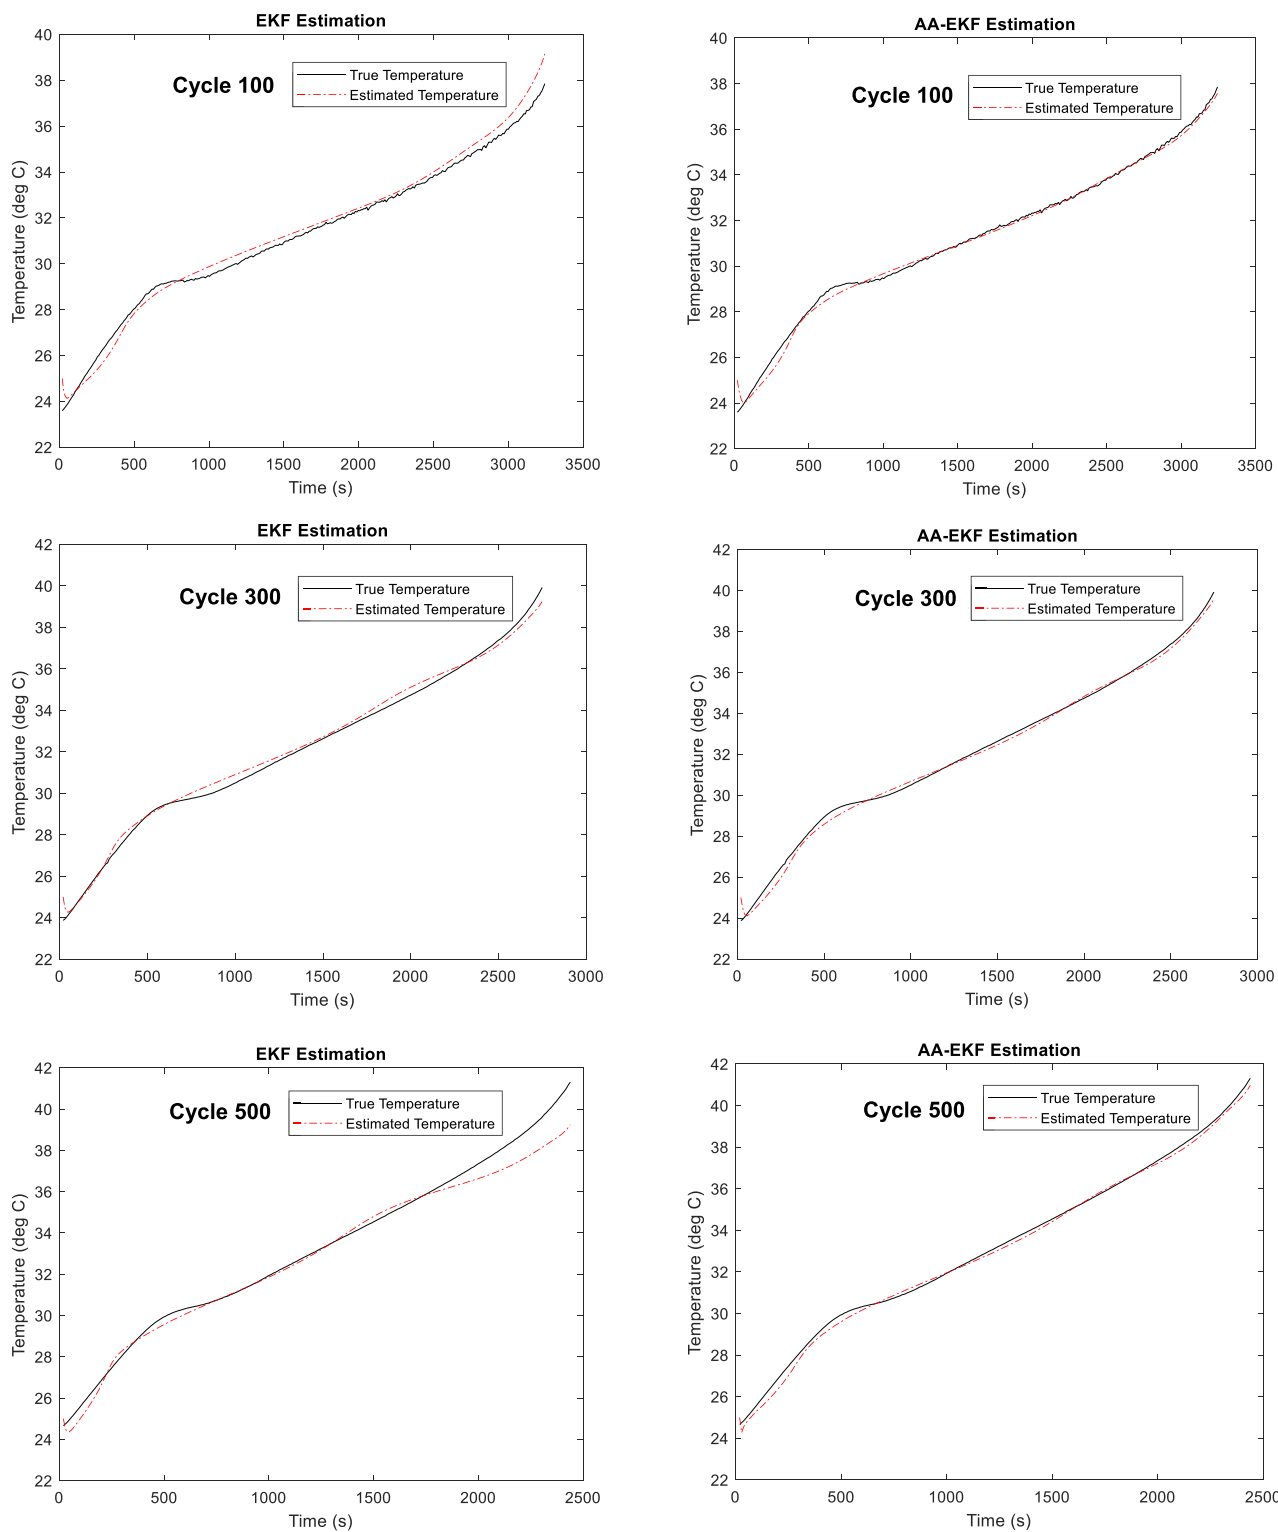 EKF Estimation
Cycle 100
True Temperature
Estimated Temperature
Temperature (deg C)
40
38
36
34
32
30
28
26
24
22
0 500 1000 1500 2000 2500 3000 3500
Time (s)
AA-EKF Estimation
Cycle 100
True Temperature
Estimated Temperature
Temperature (deg C)
40
38
36
34
32
30
28
26
24
22
0 500 1000 1500 2000 2500 3000 3500
Time (s)
EKF Estimation
Cycle 300
True Temperature
Estimated Temperature
Temperature (deg C)
42
40
38
36
34
32
30
28
26
24
22
0 500 1000 1500 2000 2500 3000
Time (s)
AA-EKF Estimation
Cycle 300
True Temperature
Estimated Temperature
Temperature (deg C)
42
40
38
36
34
32
30
28
26
24
22
0 500 1000 1500 2000 2500 3000
Time (s)
EKF Estimation
Cycle 500
True Temperature
Estimated Temperature
Temperature (deg C)
42
40
38
36
34
32
30
28
26
24
22
0 500 1000 1500 2000 2500
Time (s)
AA-EKF Estimation
Cycle 500
True Temperature
Estimated Temperature
Temperature (deg C)
42
40
38
36
34
32
30
28
26
24
22
0 500 1000 1500 2000 2500
Time (s)